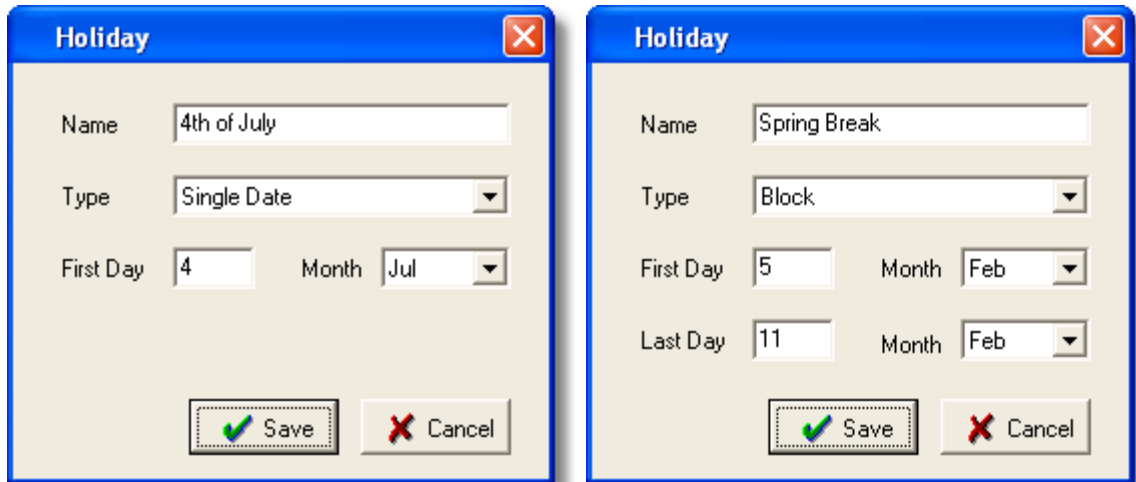 Holiday
Name 4th of July
Type Single Date
First Day 4 Month Jul
Save Cancel
Holiday
Name Spring Break
Type Block
First Day 5 Month Feb
Last Day 11 Month Feb
Save Cancel